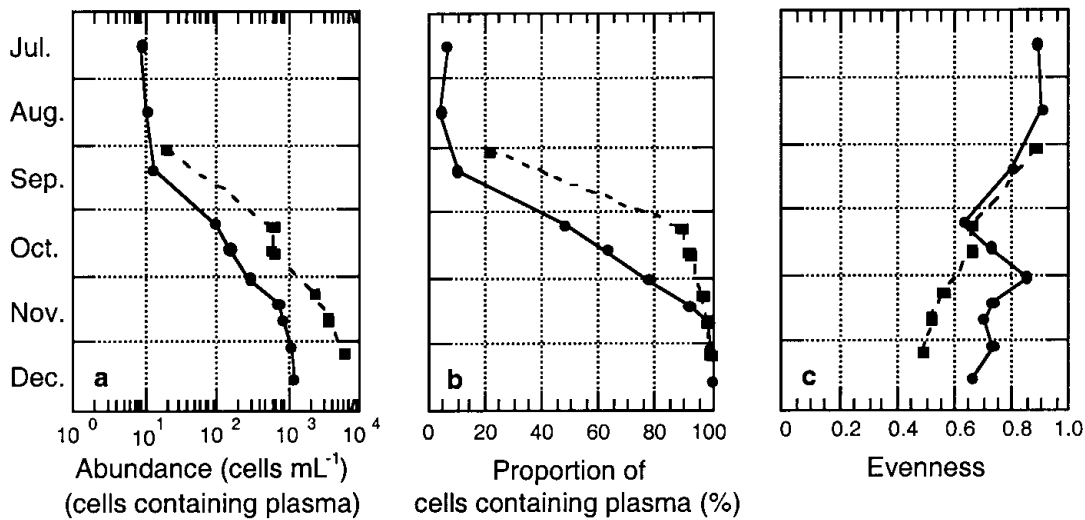 Jul.
Aug.
Sep.
Oct.
Nov.
Dec.
a
b
c
10^0 10^1 10^2 10^3 10^4
0 20 40 60 80 100
0 0.2 0.4 0.6 0.8 1.0
Abundance (cells mL^-1)
(cells containing plasma)
Proportion of
cells containing plasma (%)
Evenness